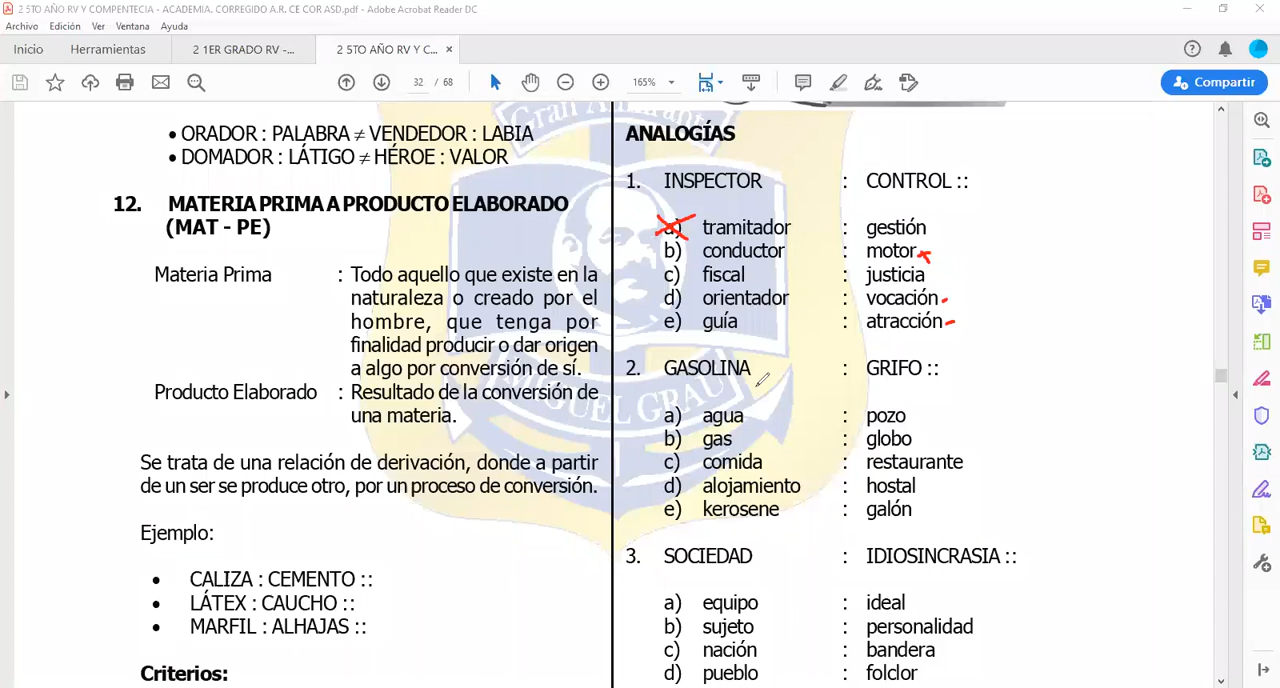 2 5TO AÑO RV Y COMPENTECIA - ACADEMIA. CORREGIDO A.R. CE COR ASD.pdf - Adobe Acrobat Reader DC
Archivo Edición Ver Ventana Ayuda
Inicio Herramientas 2 1ER GRADO RV -... 2 5TO AÑO RV Y C... ×
32 / 68 165% Compartir
• ORADOR : PALABRA ≠ VENDEDOR : LABIA
• DOMADOR : LÁTIGO ≠ HÉROE : VALOR
12. MATERIA PRIMA A PRODUCTO ELABORADO
(MAT - PE)
Materia Prima : Todo aquello que existe en la
naturaleza o creado por el
hombre, que tenga por
finalidad producir o dar origen
a algo por conversión de sí.
Producto Elaborado : Resultado de la conversión de
una materia.
Se trata de una relación de derivación, donde a partir
de un ser se produce otro, por un proceso de conversión.
Ejemplo:
• CALIZA : CEMENTO ::
• LÁTEX : CAUCHO ::
• MARFIL : ALHAJAS ::
Criterios:
Gran Almirante
MIGUEL GRAU
ANALOGÍAS
1. INSPECTOR : CONTROL ::
a) tramitador : gestión
b) conductor : motor
c) fiscal : justicia
d) orientador : vocación
e) guía : atracción
2. GASOLINA : GRIFO ::
a) agua : pozo
b) gas : globo
c) comida : restaurante
d) alojamiento : hostal
e) kerosene : galón
3. SOCIEDAD : IDIOSINCRASIA ::
a) equipo : ideal
b) sujeto : personalidad
c) nación : bandera
d) pueblo : folclor